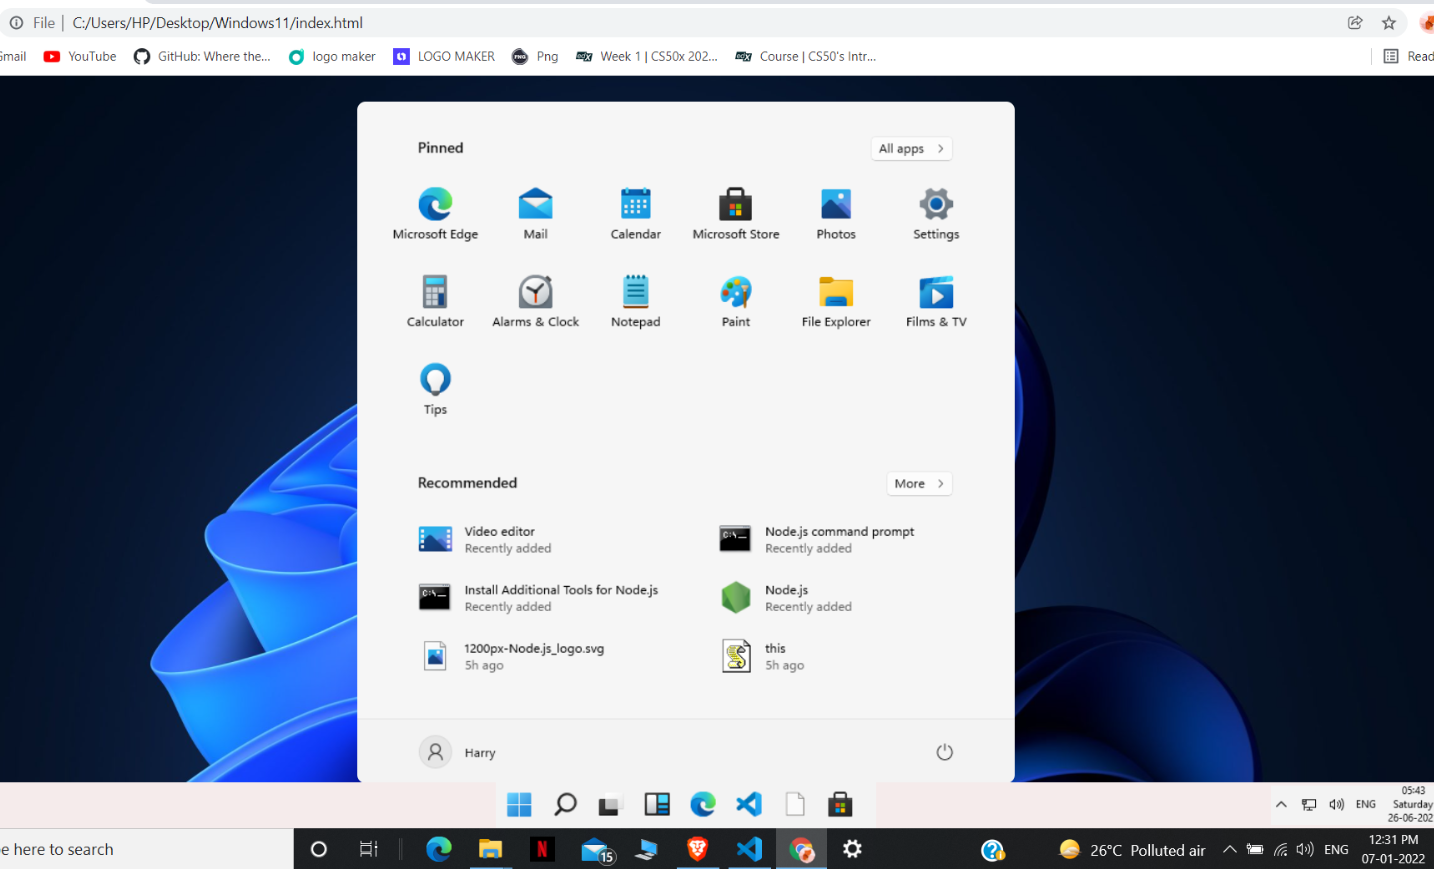 File | C:/Users/HP/Desktop/Windows11/index.html
Gmail YouTube GitHub: Where the... logo maker LOGO MAKER PNG Png Week 1 | CS50x 202... Course | CS50's Intr... Read
Pinned All apps >
Microsoft Edge Mail Calendar Microsoft Store Photos Settings
Calculator Alarms & Clock Notepad Paint File Explorer Films & TV
Tips
Recommended More >
Video editor
Recently added
Node.js command prompt
Recently added
Install Additional Tools for Node.js
Recently added
Node.js
Recently added
1200px-Node.js_logo.svg
5h ago
this
5h ago
Harry
ENG
05:43
Saturday
26-06-202
e here to search
15
26°C Polluted air
ENG
12:31 PM
07-01-2022